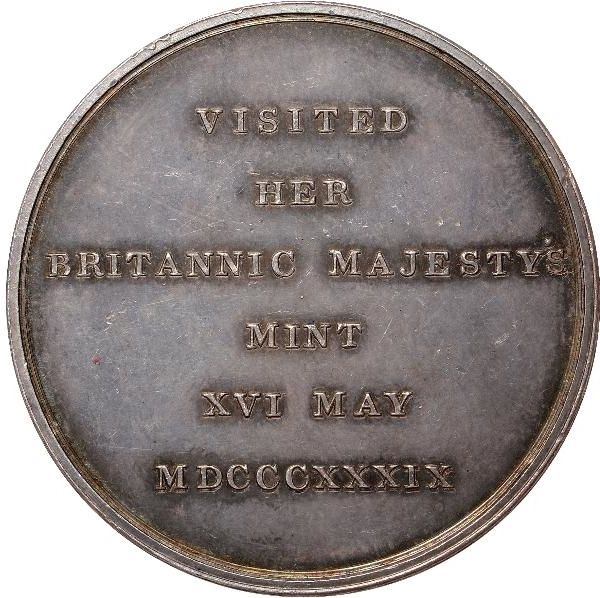 VISITED
HER
BRITANNIC MAJESTY'S
MINT
XVI MAY
MDCCCXXXIX